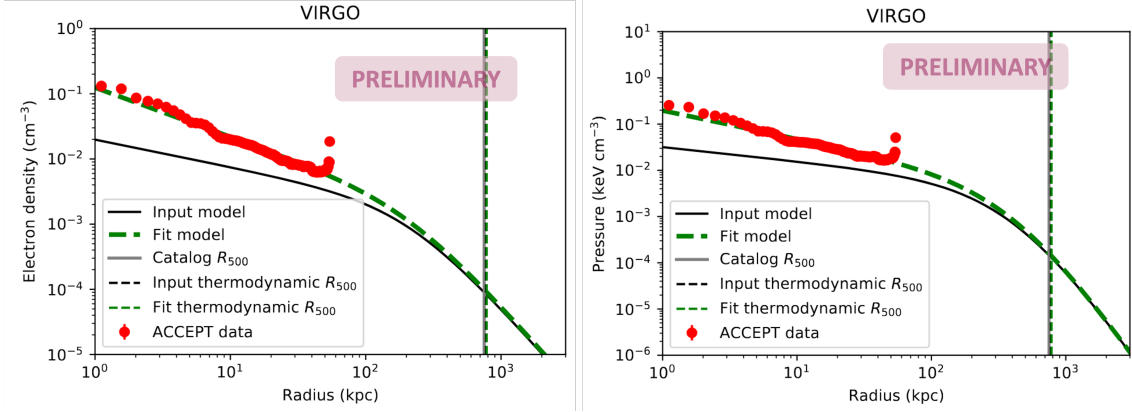 VIRGO
10⁰
10⁻¹
10⁻²
10⁻³
10⁻⁴
10⁻⁵
Electron density (cm⁻³)
PRELIMINARY
Input model
Fit model
Catalog R₅₀₀
Input thermodynamic R₅₀₀
Fit thermodynamic R₅₀₀
ACCEPT data
10⁰ 10¹ 10² 10³
Radius (kpc)
VIRGO
10¹
10⁰
10⁻¹
10⁻²
10⁻³
10⁻⁴
10⁻⁵
10⁻⁶
Pressure (keV cm⁻³)
PRELIMINARY
Input model
Fit model
Catalog R₅₀₀
Input thermodynamic R₅₀₀
Fit thermodynamic R₅₀₀
ACCEPT data
10⁰ 10¹ 10² 10³
Radius (kpc)